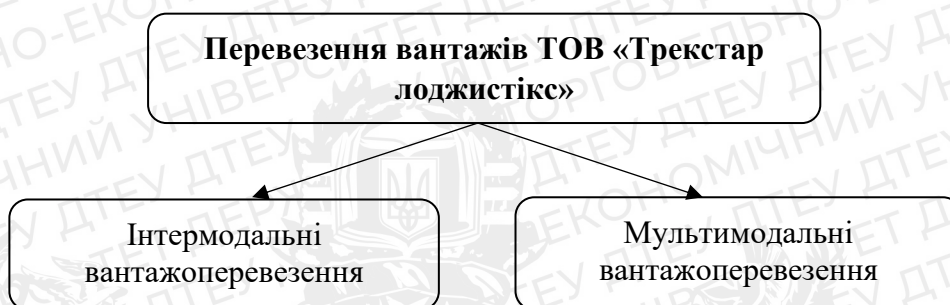 Перевезення вантажів ТОВ «Трекстар
лоджистікс»
Інтермодальні
вантажоперевезення
Мультимодальні
вантажоперевезення